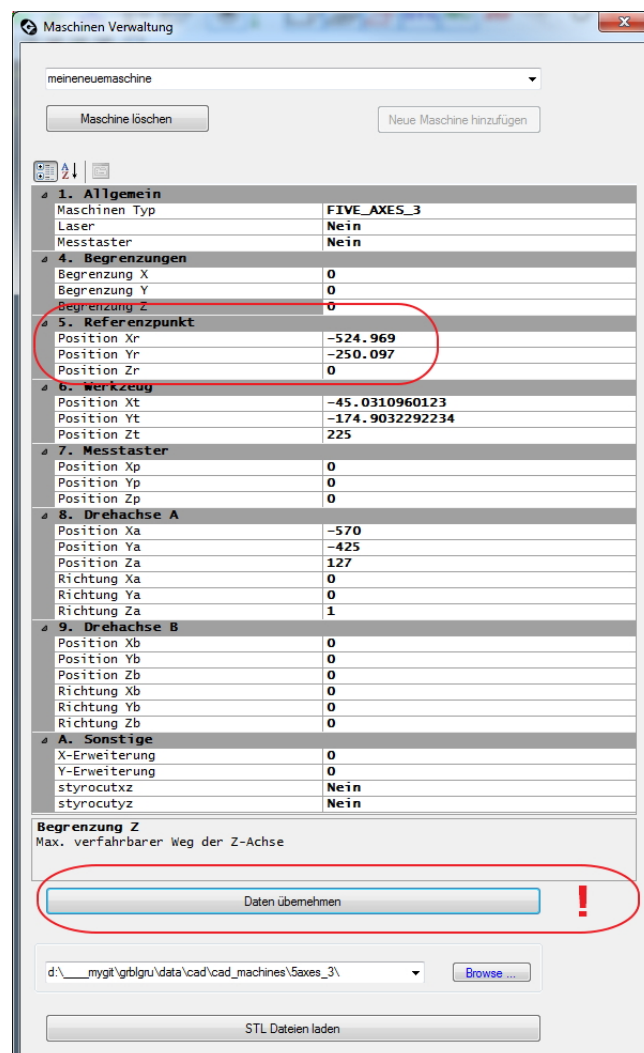 Maschinen Verwaltung
x
meineneuemaschine
Maschine löschen
Neue Maschine hinzufügen
1. Allgemein
Maschinen Typ FIVE_AXES_3
Laser Nein
Messtaster Nein
4. Begrenzungen
Begrenzung X 0
Begrenzung Y 0
Begrenzung Z 0
5. Referenzpunkt
Position Xr -524.969
Position Yr -250.097
Position Zr 0
6. Werkzeug
Position Xt -45.0310960123
Position Yt -174.9032292234
Position Zt 225
7. Messtaster
Position Xp 0
Position Yp 0
Position Zp 0
8. Drehachse A
Position Xa -570
Position Ya -425
Position Za 127
Richtung Xa 0
Richtung Ya 0
Richtung Za 1
9. Drehachse B
Position Xb 0
Position Yb 0
Position Zb 0
Richtung Xb 0
Richtung Yb 0
Richtung Zb 0
A. Sonstige
X-Erweiterung 0
Y-Erweiterung 0
styrocutxz Nein
styrocutyz Nein
Begrenzung Z
Max. verfahrbarer Weg der Z-Achse
Daten übernehmen !
d:\____mygit\grblgru\data\cad\cad_machines\5axes_3\ Browse ...
STL Dateien laden